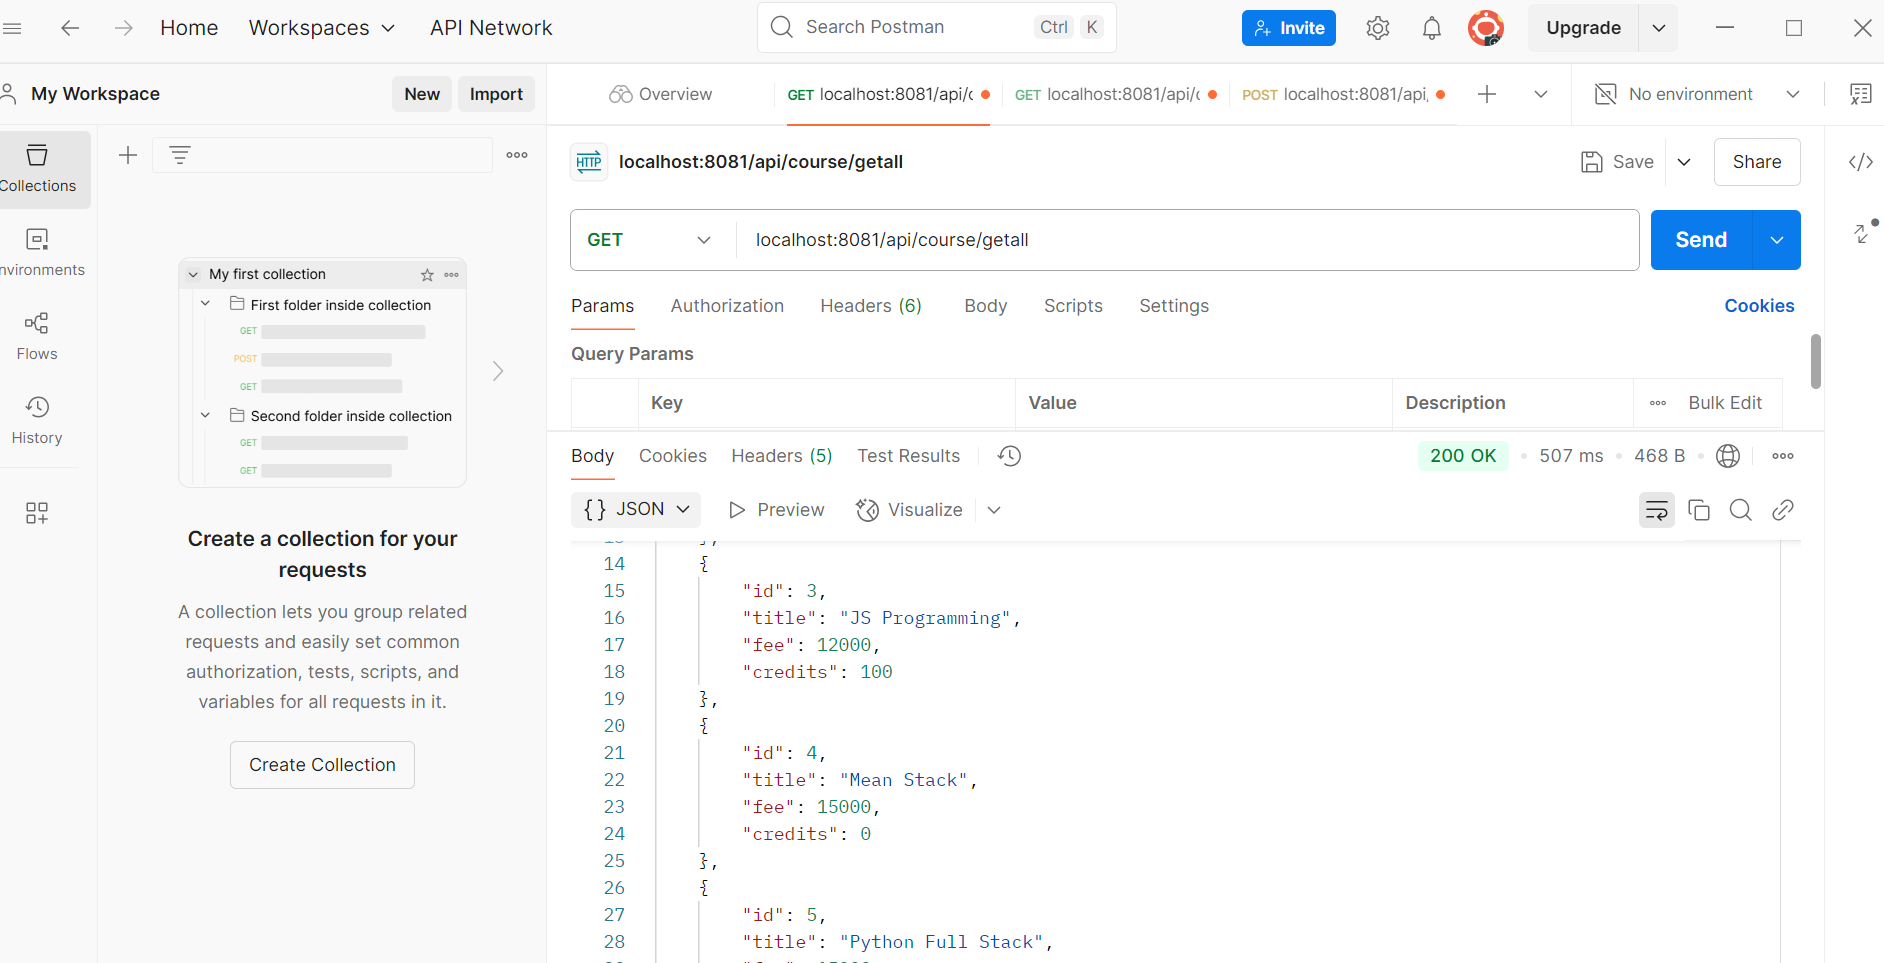 Home Workspaces API Network Search Postman Ctrl K Invite Upgrade
My Workspace New Import Overview GET localhost:8081/api/c GET localhost:8081/api/c POST localhost:8081/api, No environment
Collections
nvironments
Flows
History
My first collection
First folder inside collection
GET
POST
GET
Second folder inside collection
GET
GET
Create a collection for your
requests
A collection lets you group related
requests and easily set common
authorization, tests, scripts, and
variables for all requests in it.
Create Collection
HTTP localhost:8081/api/course/getall Save Share
GET localhost:8081/api/course/getall Send
Params Authorization Headers (6) Body Scripts Settings Cookies
Query Params
Key Value Description Bulk Edit
Body Cookies Headers (5) Test Results 200 OK 507 ms 468 B
{} JSON Preview Visualize
14 {
15 "id": 3,
16 "title": "JS Programming",
17 "fee": 12000,
18 "credits": 100
19 },
20 {
21 "id": 4,
22 "title": "Mean Stack",
23 "fee": 15000,
24 "credits": 0
25 },
26 {
27 "id": 5,
28 "title": "Python Full Stack",